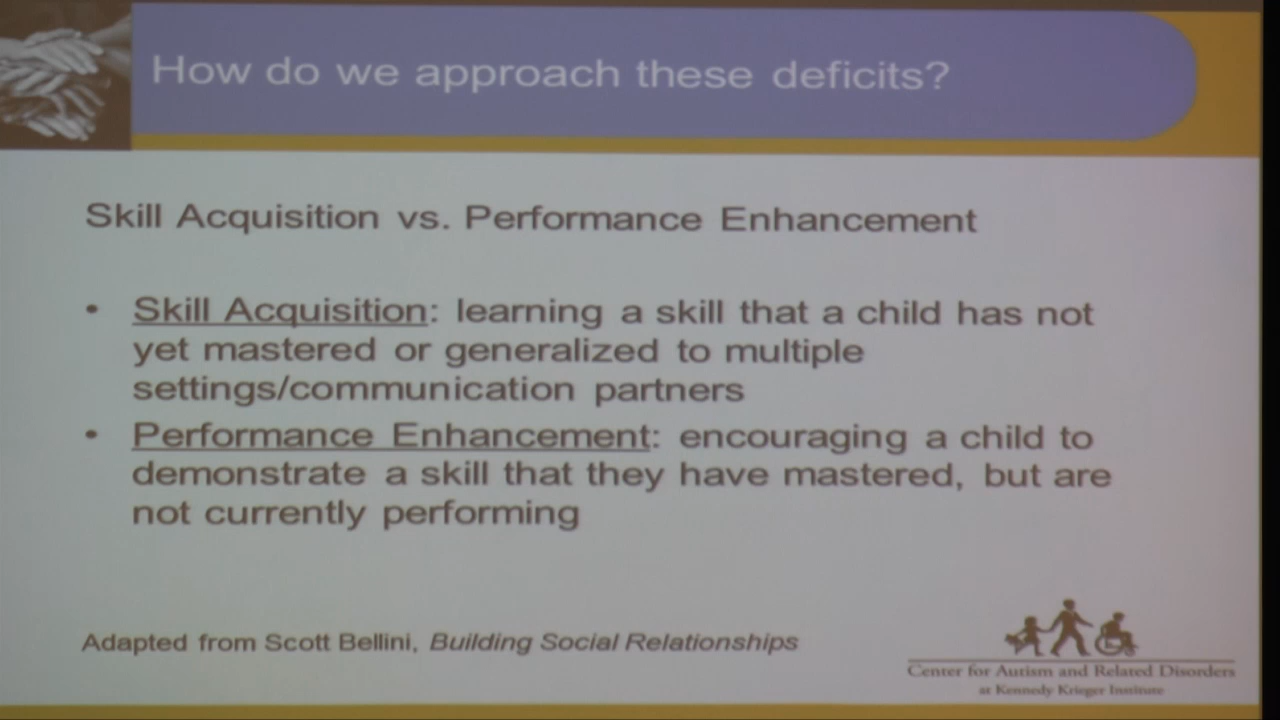 How do we approach these deficits?
Skill Acquisition vs. Performance Enhancement
• Skill Acquisition: learning a skill that a child has not
yet mastered or generalized to multiple
settings/communication partners
• Performance Enhancement: encouraging a child to
demonstrate a skill that they have mastered, but are
not currently performing
Adapted from Scott Bellini, Building Social Relationships
Center for Autism and Related Disorders
at Kennedy Krieger Institute